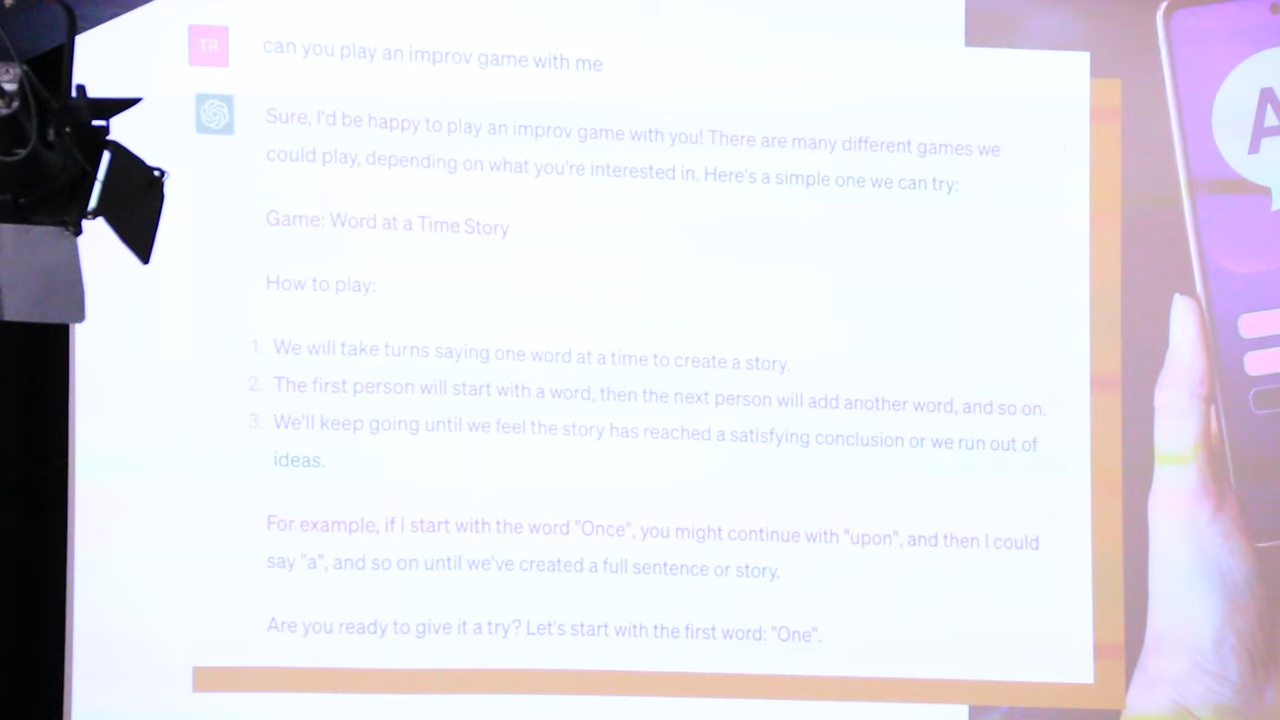 TR
can you play an improv game with me
Sure, I'd be happy to play an improv game with you! There are many different games we
could play, depending on what you're interested in. Here's a simple one we can try:
Game: Word at a Time Story
How to play:
1. We will take turns saying one word at a time to create a story.
2. The first person will start with a word, then the next person will add another word, and so on.
3. We'll keep going until we feel the story has reached a satisfying conclusion or we run out of
ideas.
For example, if I start with the word "Once", you might continue with "upon", and then I could
say "a", and so on until we've created a full sentence or story.
Are you ready to give it a try? Let's start with the first word: "One".